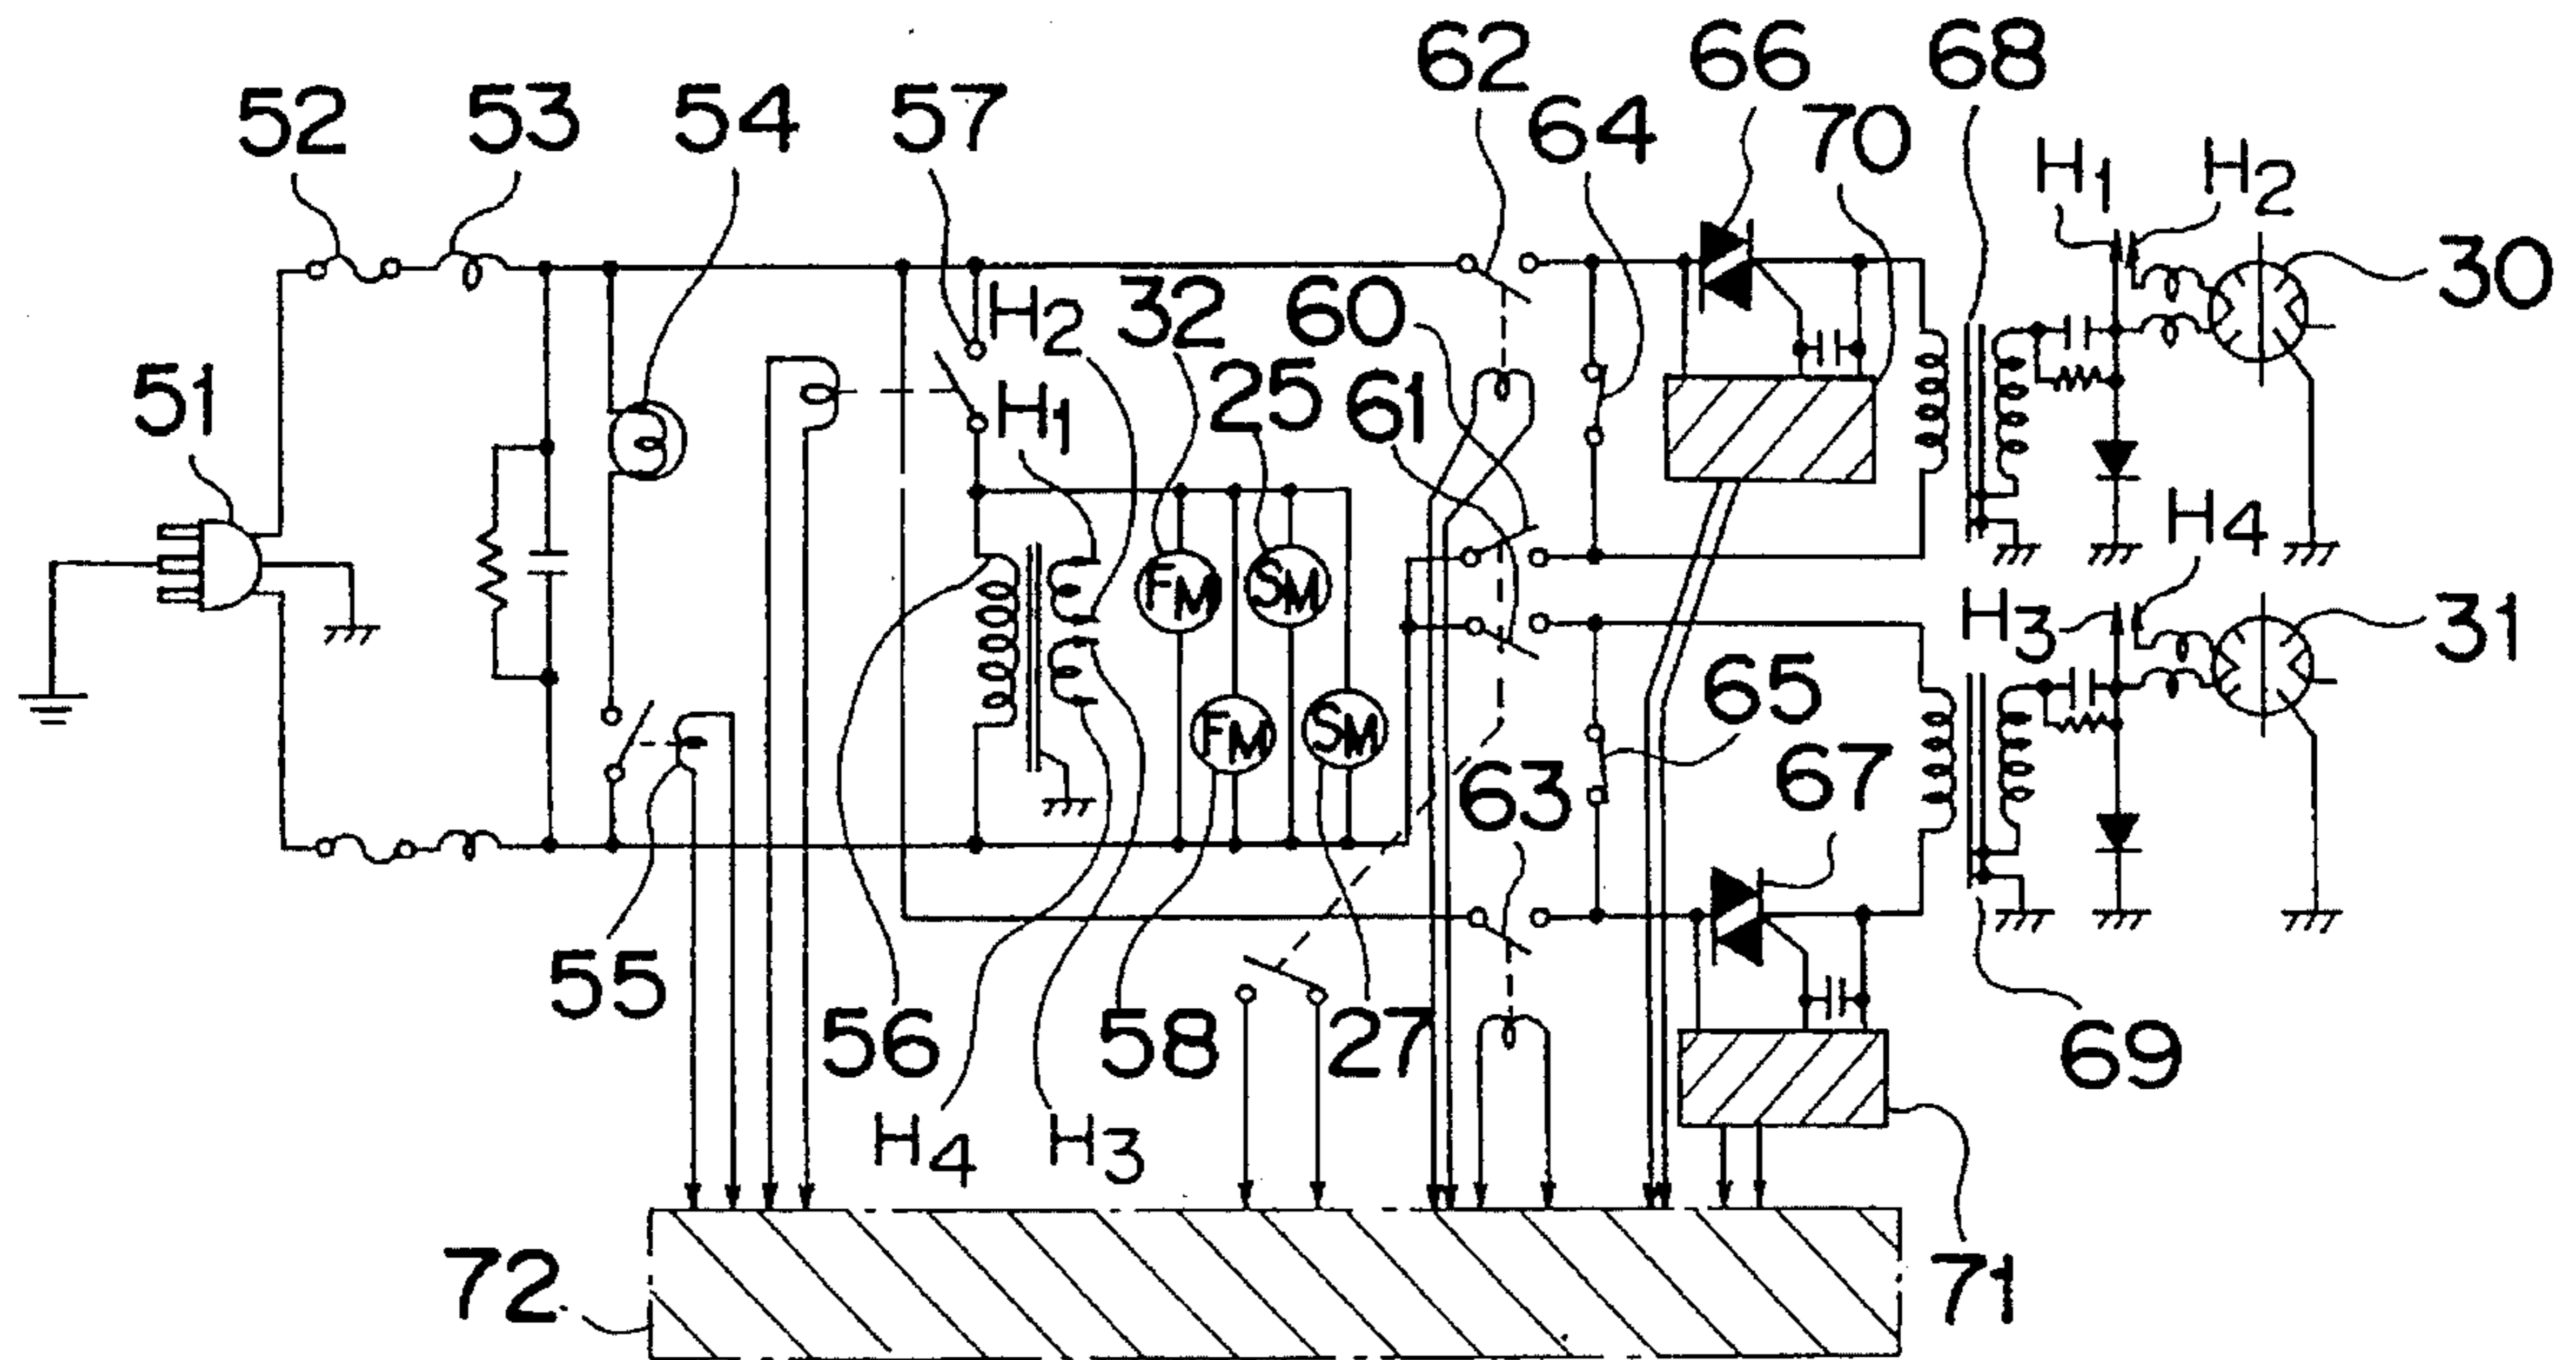 62 66 68
52 53 54 57 64 70
H1 H2
30
H2 32 60
25 61
51 H1
H4
FM SM
H3 31
65
FM SM 63 67
55
56 58 27 69
H4 H3
72 71